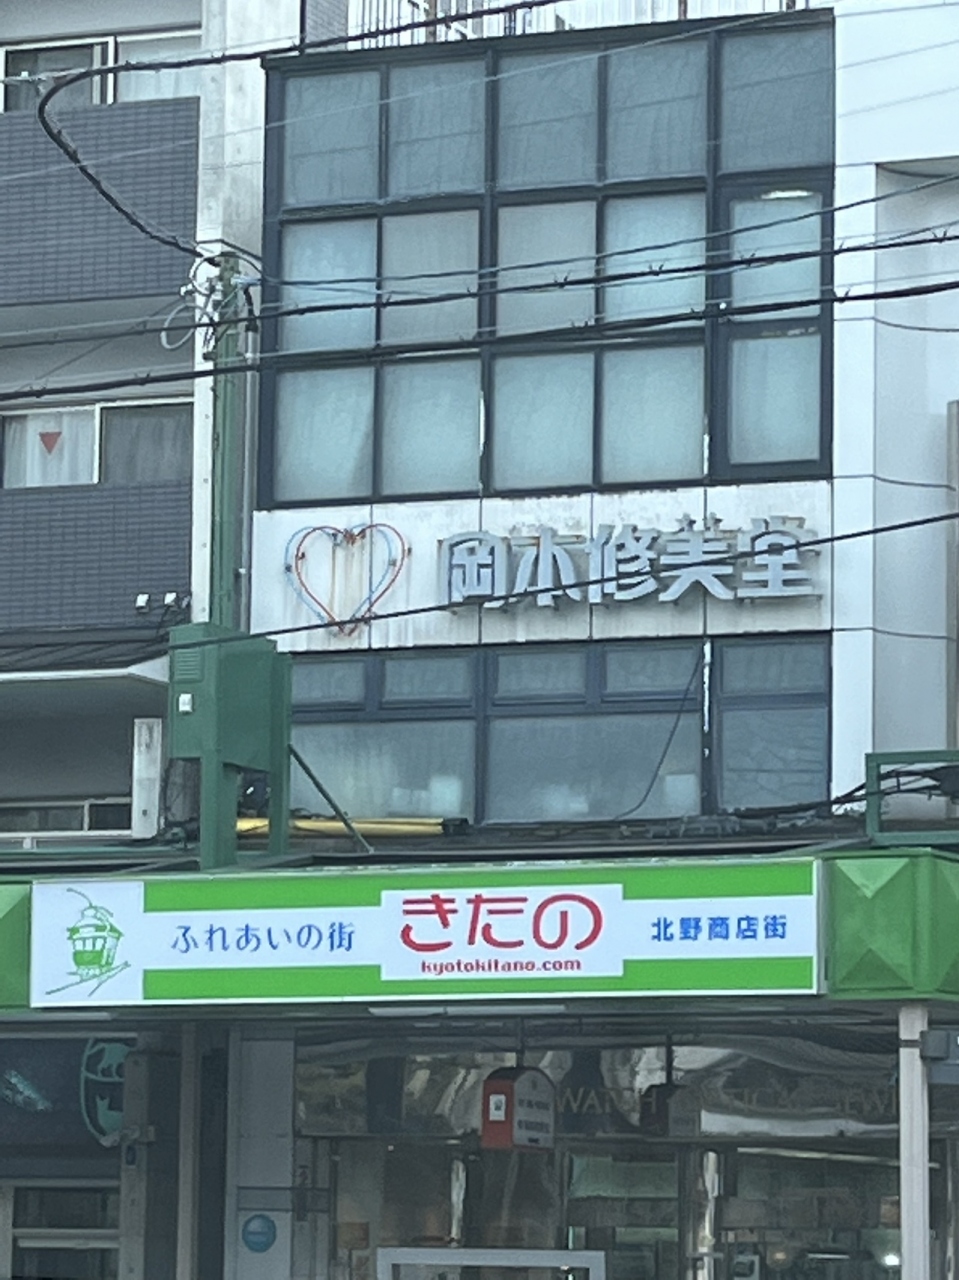 岡本修美堂
ふれあいの街
きたの
kyotokitano.com
北野商店街